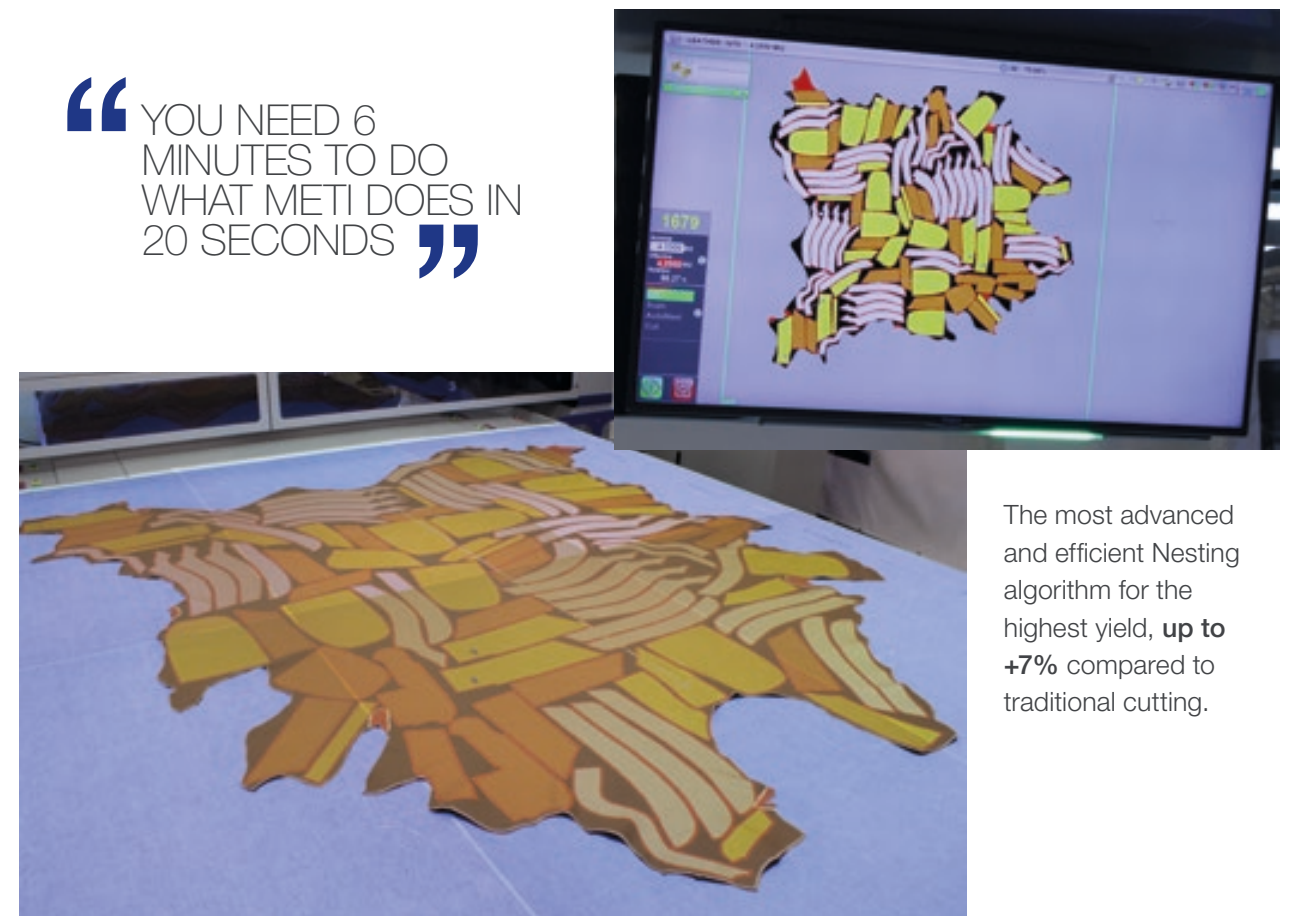 “ YOU NEED 6
MINUTES TO DO
WHAT METI DOES IN
20 SECONDS ”
1679
The most advanced
and efficient Nesting
algorithm for the
highest yield, up to
+7% compared to
traditional cutting.